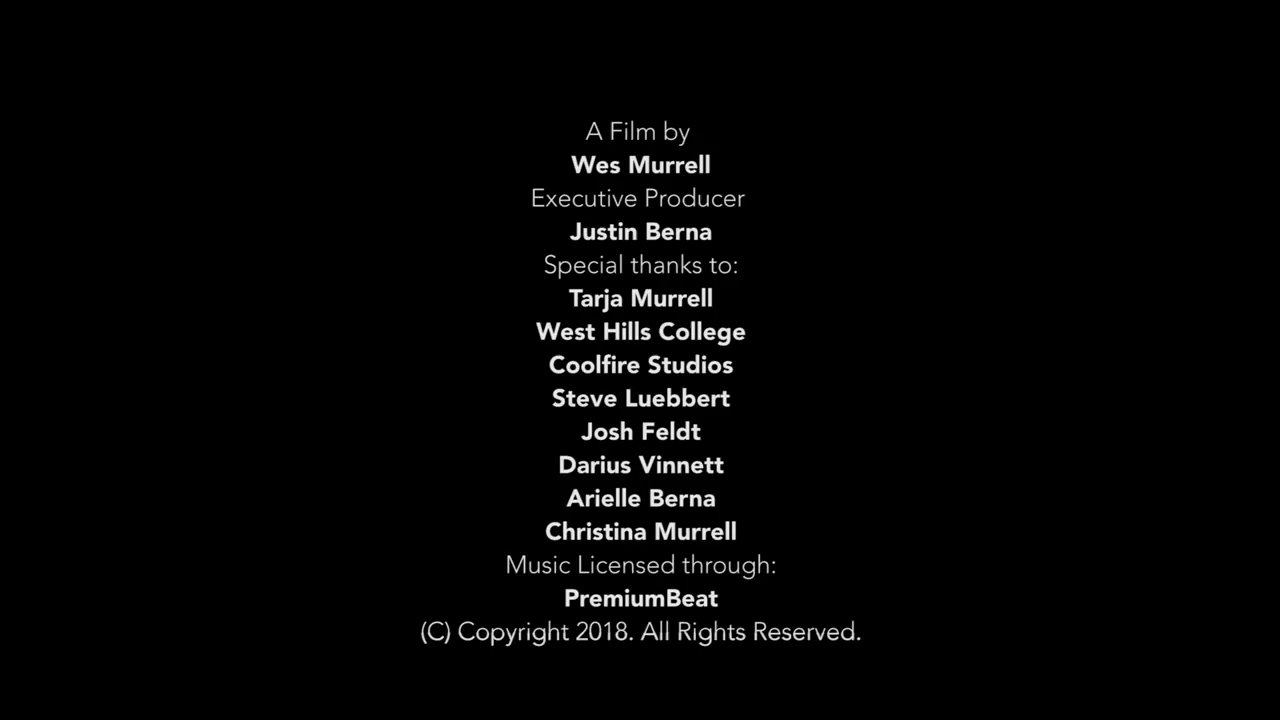 A Film by
Wes Murrell
Executive Producer
Justin Berna
Special thanks to:
Tarja Murrell
West Hills College
Coolfire Studios
Steve Luebbert
Josh Feldt
Darius Vinnett
Arielle Berna
Christina Murrell
Music Licensed through:
PremiumBeat
(C) Copyright 2018. All Rights Reserved.